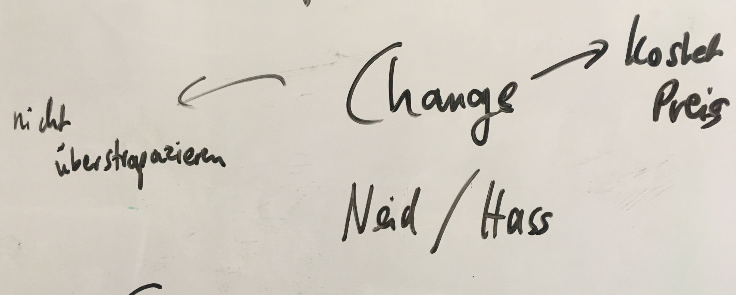 Change
kostet
Preis
nicht
überstrapazieren
Neid / Hass